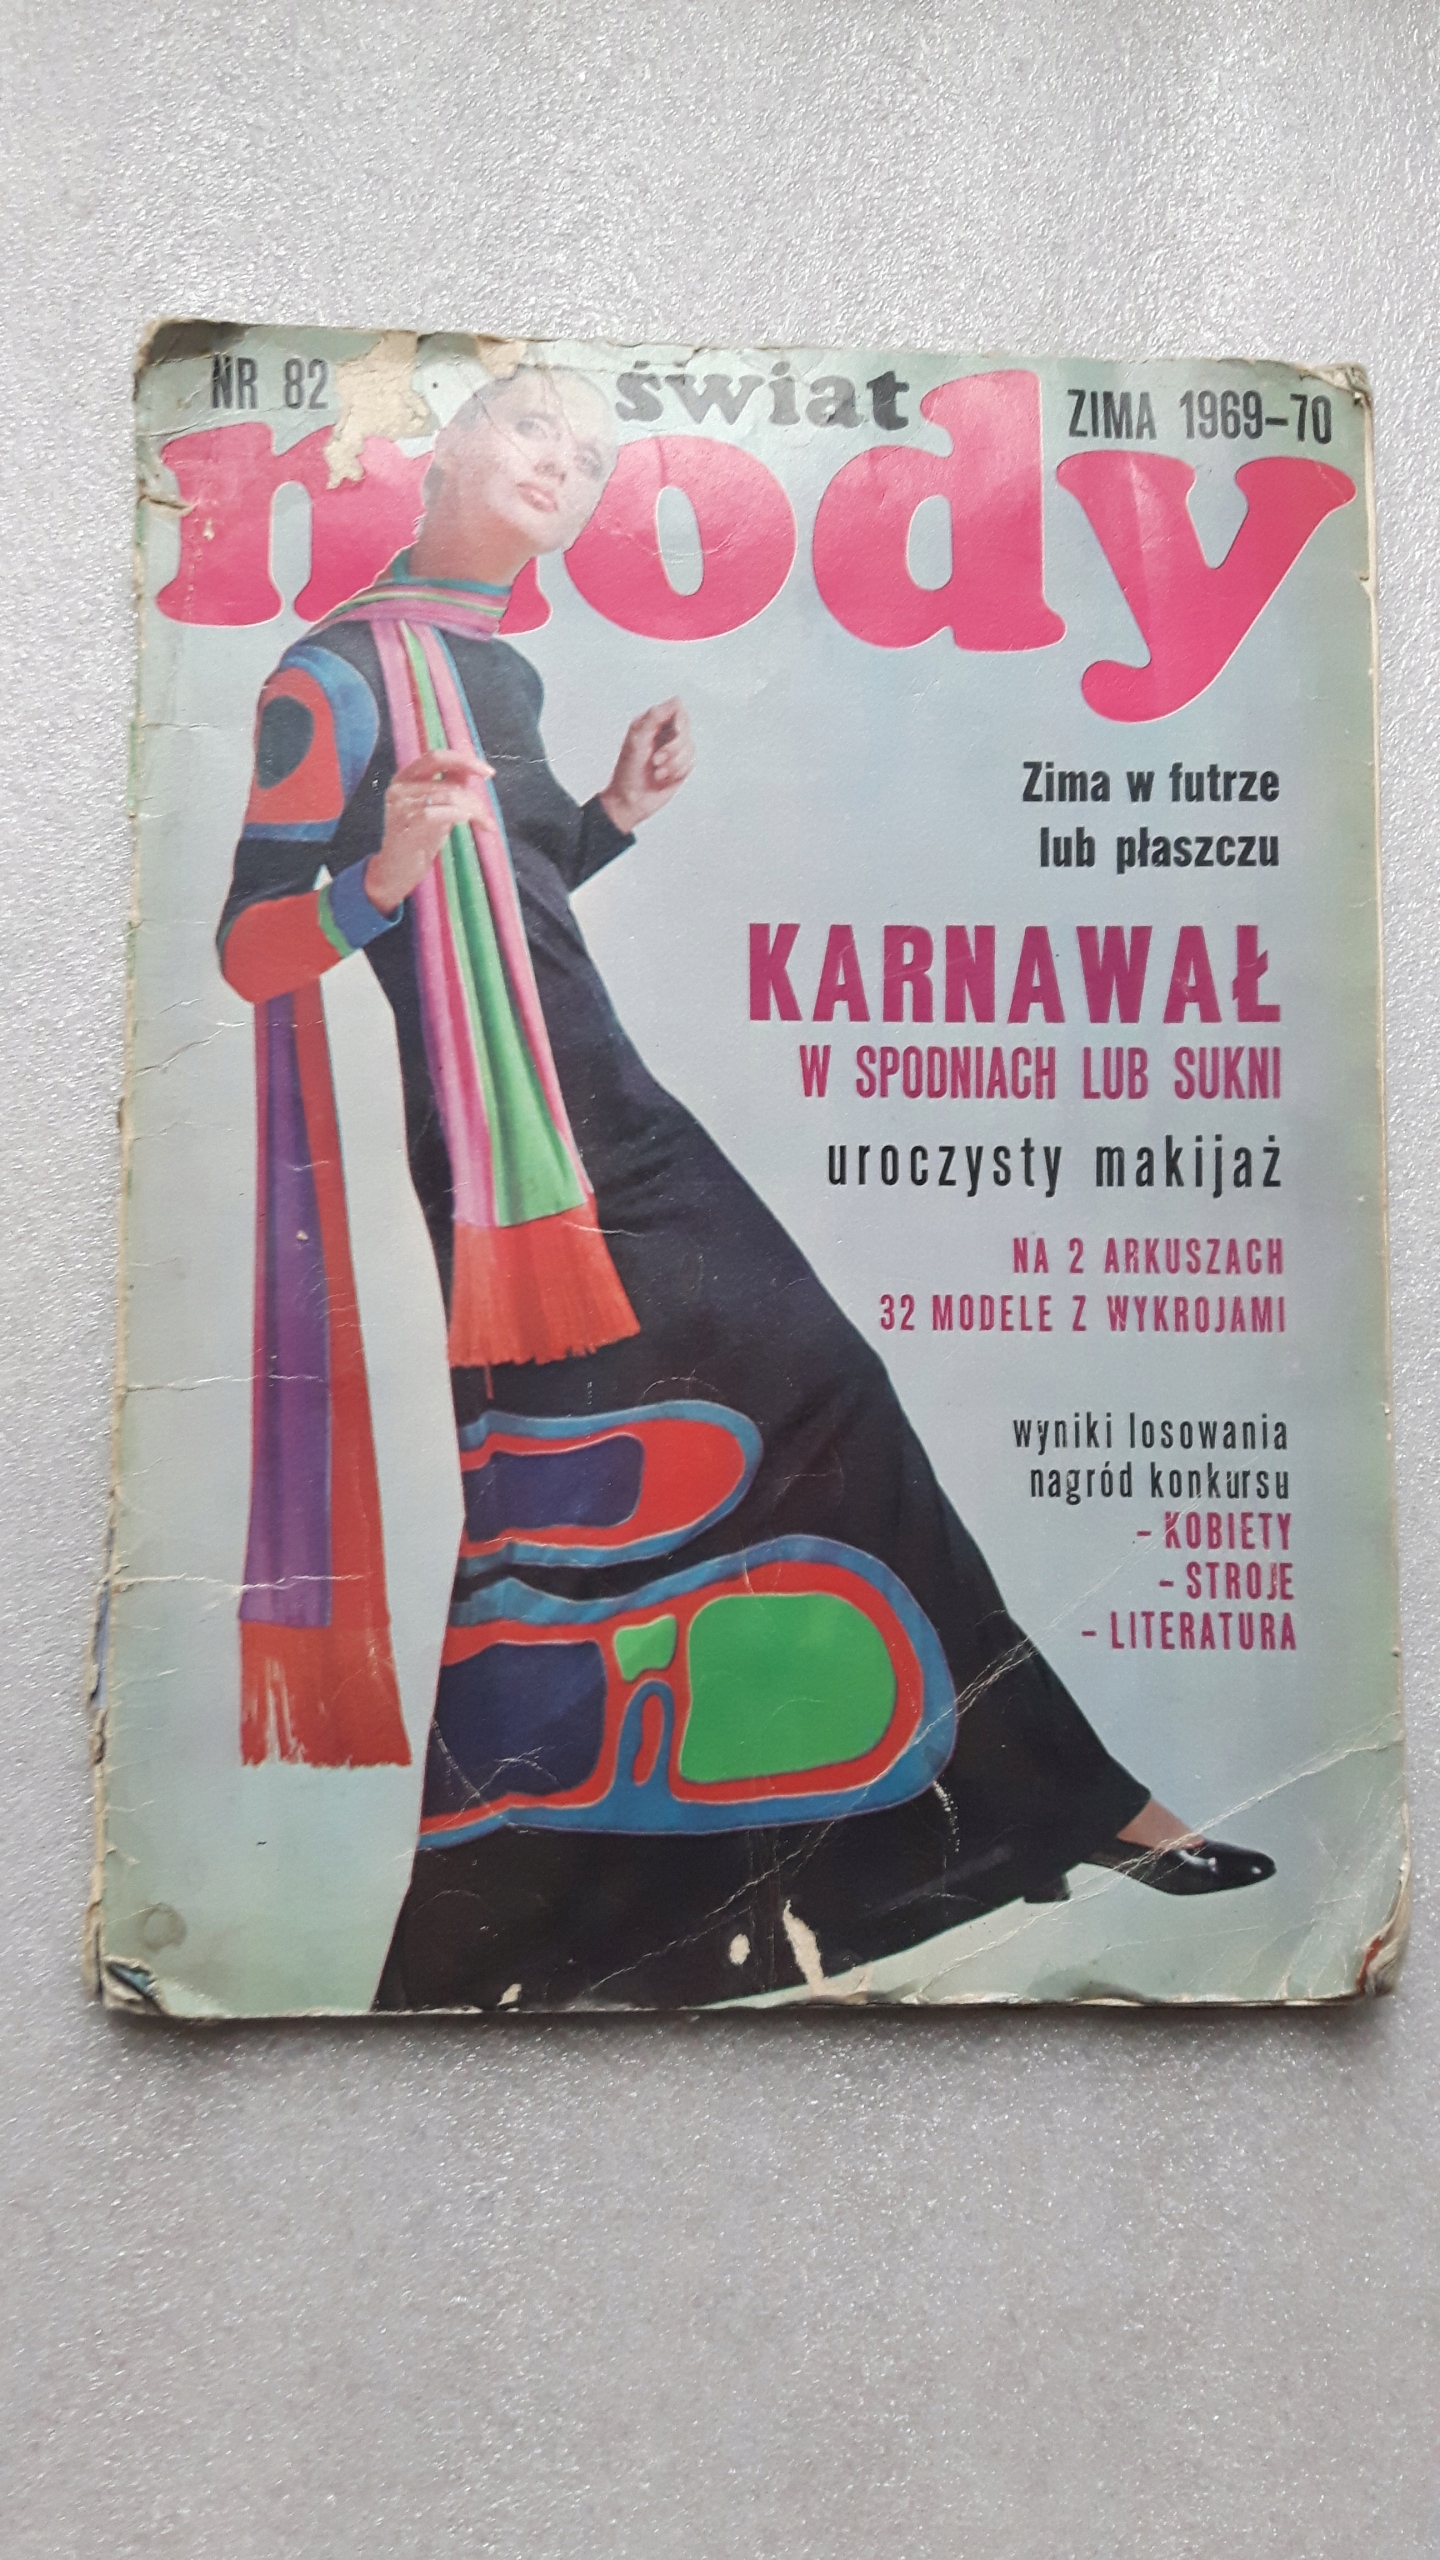 NR 82
świat
ZIMA 1969-70
mody
Zima w futrze
lub płaszczu
KARNAWAŁ
W SPODNIACH LUB SUKNI
uroczysty makijaż
NA 2 ARKUSZACH
32 MODELE Z WYKROJAMI
wyniki losowania
nagród konkursu
- KOBIETY
- STROJE
- LITERATURA